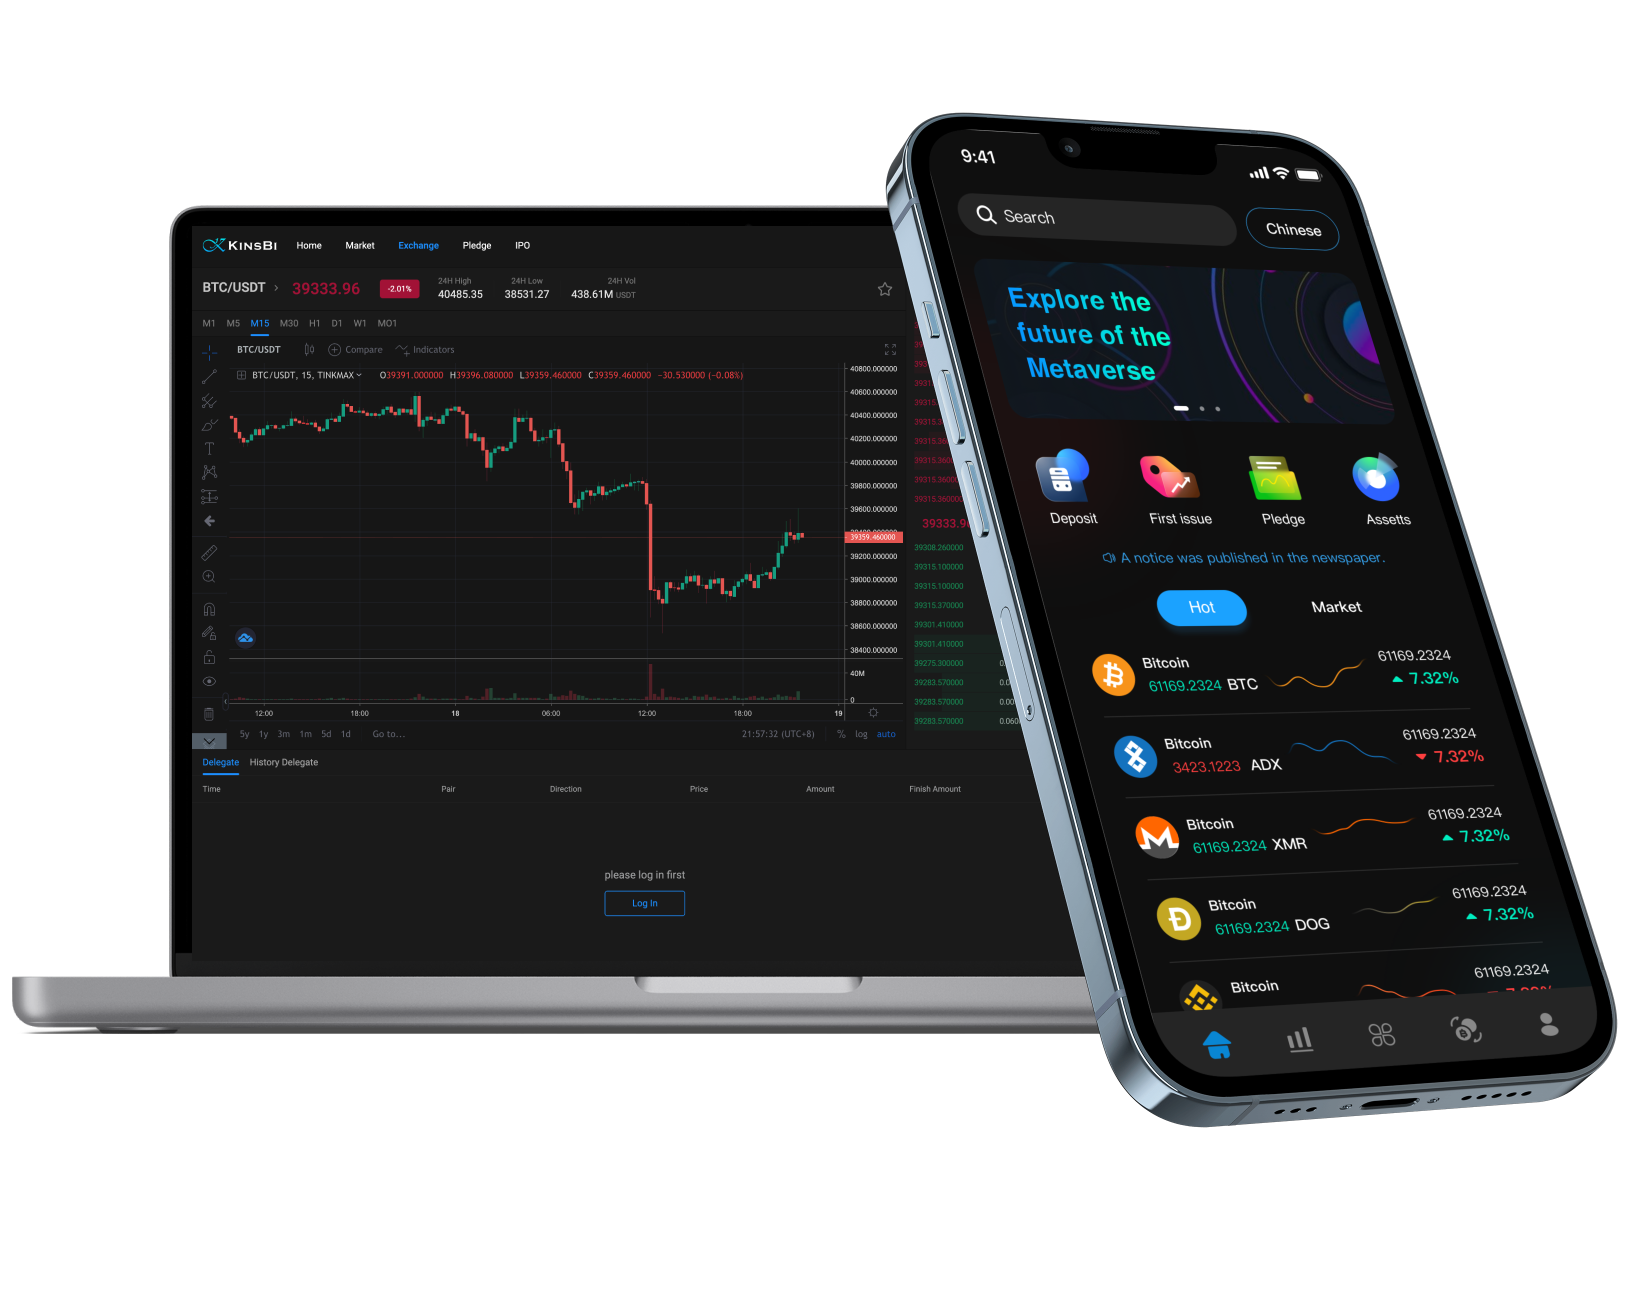 KINSBI Home Market Exchange Pledge IPO
BTC/USDT 39333.96 -2.01% 24H High 24H Low 24H Vol
40485.35 38531.27 438.61M USDT
M1 M5 M15 M30 H1 D1 W1 MO1
BTC/USDT Compare Indicators
BTC/USDT, 15, TINKMAX O39391.000000 H39396.080000 L39359.460000 C39359.460000 −30.530000 (−0.08%)
40800.000000
40600.000000
40400.000000
40200.000000
40000.000000
39800.000000
39600.000000
39359.460000
39200.000000
39000.000000
38800.000000
38600.000000
38400.000000
40M
0
12:00 18:00 18 06:00 12:00 18:00 19
5y 1y 3m 1m 5d 1d Go to... 21:57:32 (UTC+8) % log auto
39308.260000
39315.100000
39315.100000
39315.370000
39301.410000
39301.410000
39275.300000
39283.570000
39283.570000
39283.570000
Delegate History Delegate
Time Pair Direction Price Amount Finish Amount
please log in first
Log In
9:41
Search
Chinese
Explore the
future of the
Metaverse
Deposit First issue Pledge Assetts
A notice was published in the newspaper.
Hot Market
Bitcoin 61169.2324
61169.2324 BTC 7.32%
Bitcoin 61169.2324
3423.1223 ADX 7.32%
Bitcoin 61169.2324
61169.2324 XMR 7.32%
Bitcoin 61169.2324
61169.2324 DOG 7.32%
Bitcoin 61169.2324